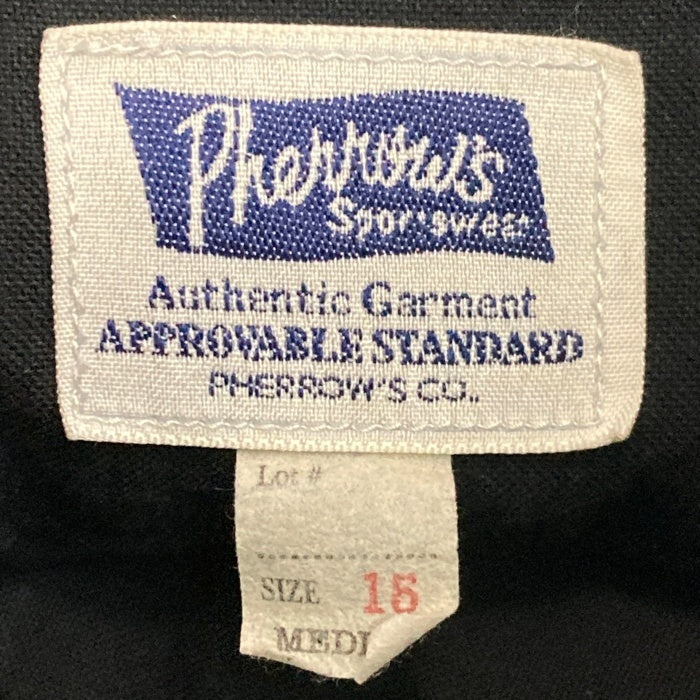 Pherrow's
Sportswear
Authentic Garment
APPROVABLE STANDARD
PHERROW'S CO.,
Lot #
SIZE 15
MEDI